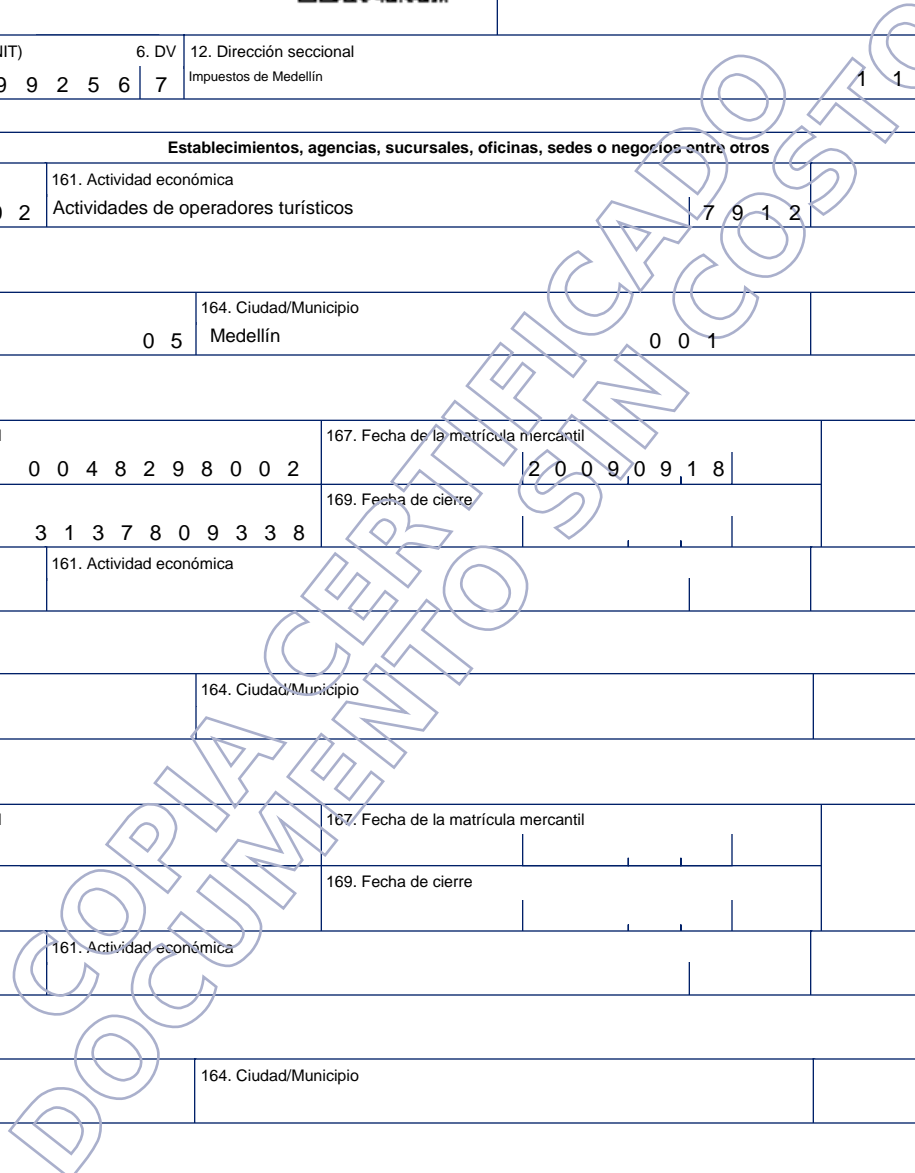 6. DV 12. Dirección seccional
9 2 5 6 7 Impuestos de Medellín 1 1
Establecimientos, agencias, sucursales, oficinas, sedes o negocios entre otros
161. Actividad económica
2 Actividades de operadores turísticos 7 9 1 2
164. Ciudad/Municipio
0 5 Medellín 0 0 1
167. Fecha de la matrícula mercantil
0 0 4 8 2 9 8 0 0 2 2 0 0 9 0 9 1 8
169. Fecha de cierre
3 1 3 7 8 0 9 3 3 8
161. Actividad económica
164. Ciudad/Municipio
167. Fecha de la matrícula mercantil
169. Fecha de cierre
161. Actividad económica
164. Ciudad/Municipio
COPIA CERTIFICADO
DOCUMENTO SIN COSTO